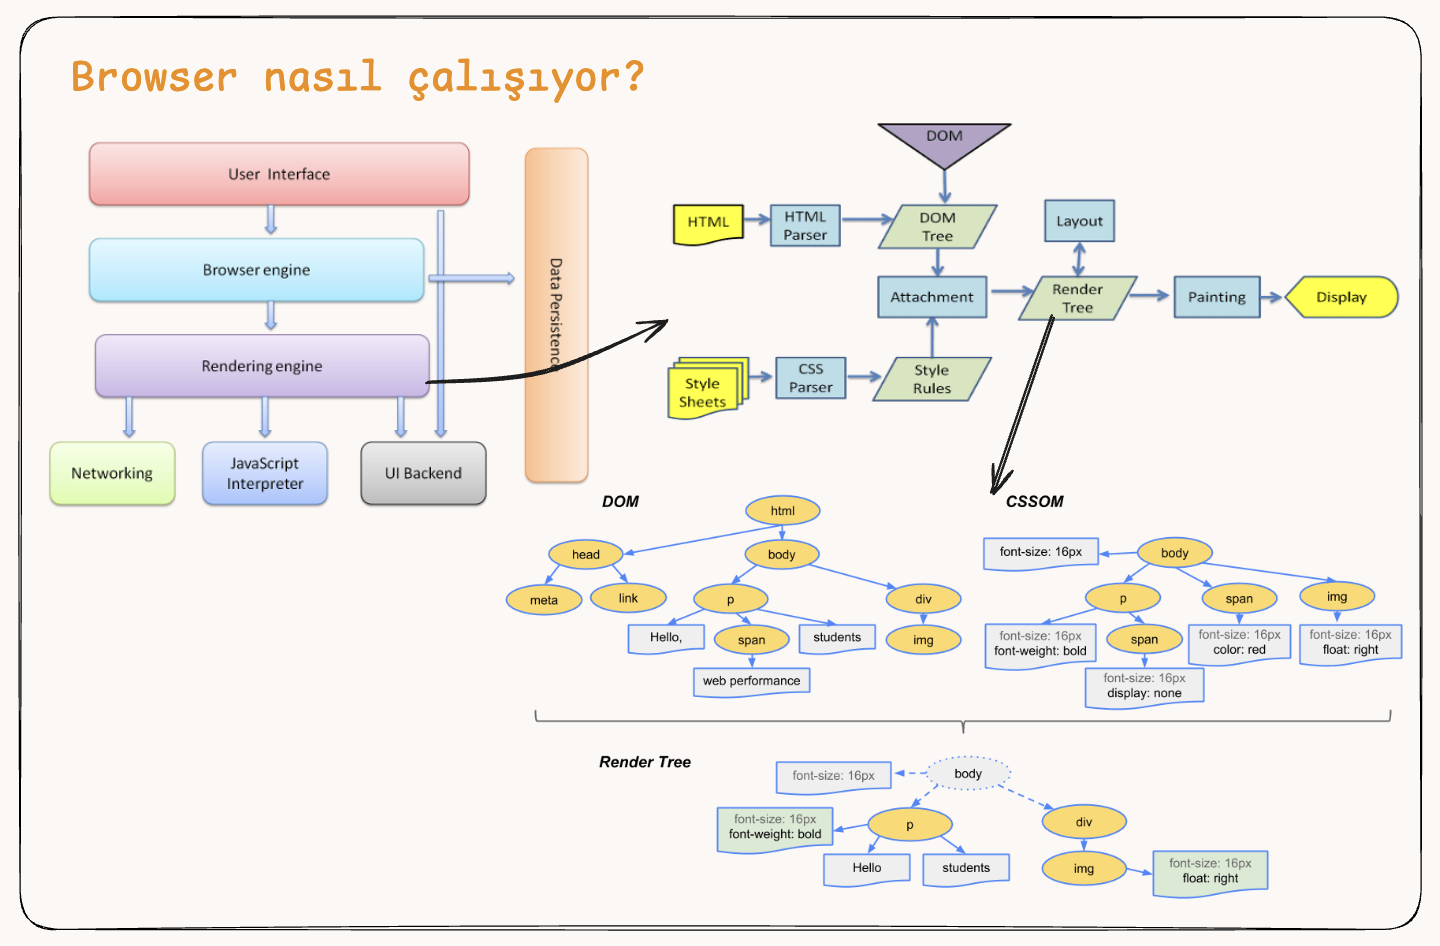 Browser nasıl çalışıyor?
User Interface
Browser engine
Rendering engine
Networking
JavaScript
Interpreter
UI Backend
Data Persistence
DOM
HTML
HTML
Parser
DOM
Tree
Layout
Attachment
Render
Tree
Painting
Display
Style
Sheets
CSS
Parser
Style
Rules
DOM
html
head
body
meta
link
p
div
Hello,
span
students
img
web performance
CSSOM
font-size: 16px
body
p
span
img
font-size: 16px
font-weight: bold
span
font-size: 16px
color: red
font-size: 16px
float: right
font-size: 16px
display: none
Render Tree
font-size: 16px
body
font-size: 16px
font-weight: bold
p
div
Hello
students
img
font-size: 16px
float: right